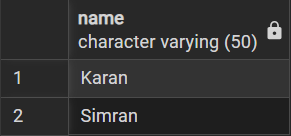 name
character varying (50)
1 Karan
2 Simran